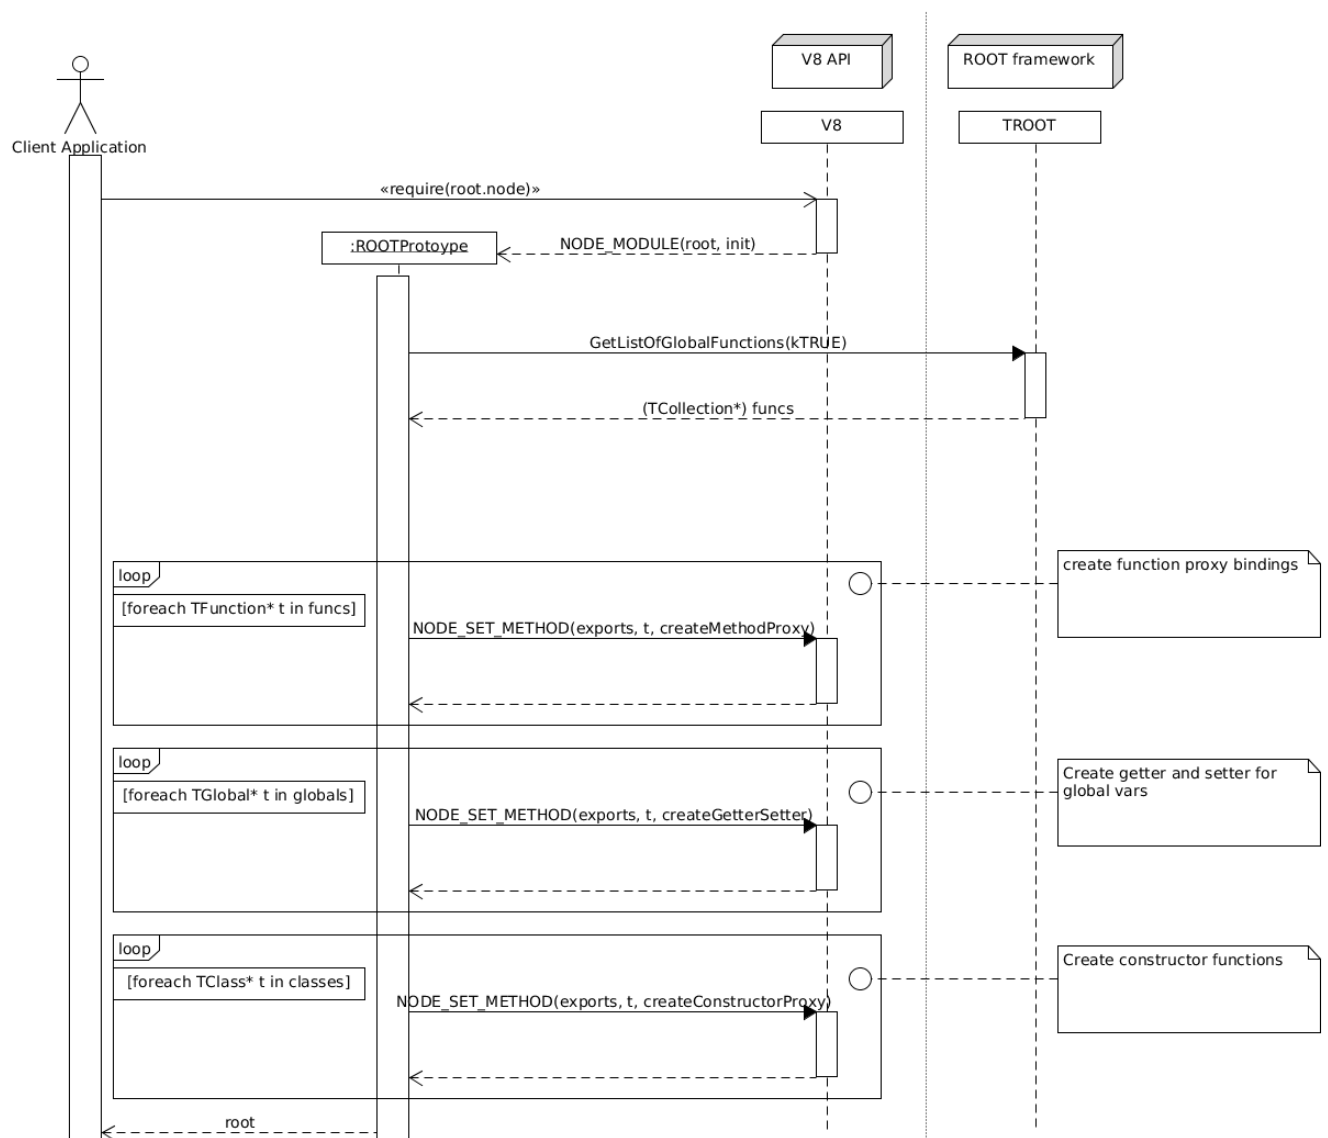 V8 API
ROOT framework
V8
TROOT
Client Application
«require(root.node)»
:ROOTProtoype
NODE_MODULE(root, init)
GetListOfGlobalFunctions(kTRUE)
(TCollection*) funcs
loop
create function proxy bindings
[foreach TFunction* t in funcs]
NODE_SET_METHOD(exports, t, createMethodProxy)
loop
Create getter and setter for
global vars
[foreach TGlobal* t in globals]
NODE_SET_METHOD(exports, t, createGetterSetter)
loop
Create constructor functions
[foreach TClass* t in classes]
NODE_SET_METHOD(exports, t, createConstructorProxy)
root